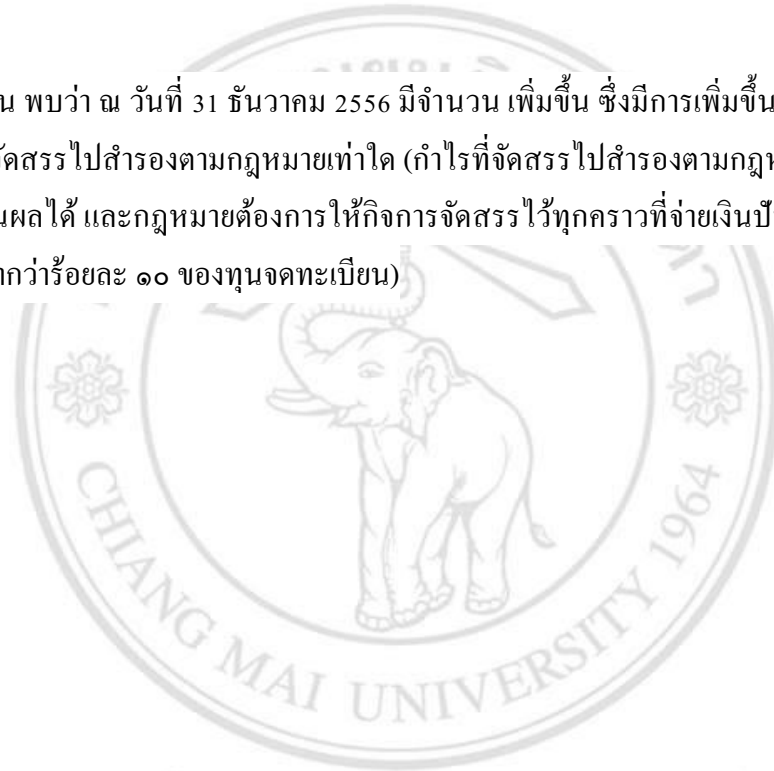 น พบว่า ณ วันที่ 31 ธันวาคม 2556 มีจำนวน เพิ่มขึ้น ซึ่งมีการเพิ่มขึ้น
จัดสรรไปสำรองตามกฎหมายเท่าใด (กำไรที่จัดสรรไปสำรองตามกฎห
นผลได้ และกฎหมายต้องการให้กิจการจัดสรรไว้ทุกคราวที่จ่ายเงินปั
ากว่าร้อยละ ๑๐ ของทุนจดทะเบียน)
CHIANG MAI UNIVERSITY 1964